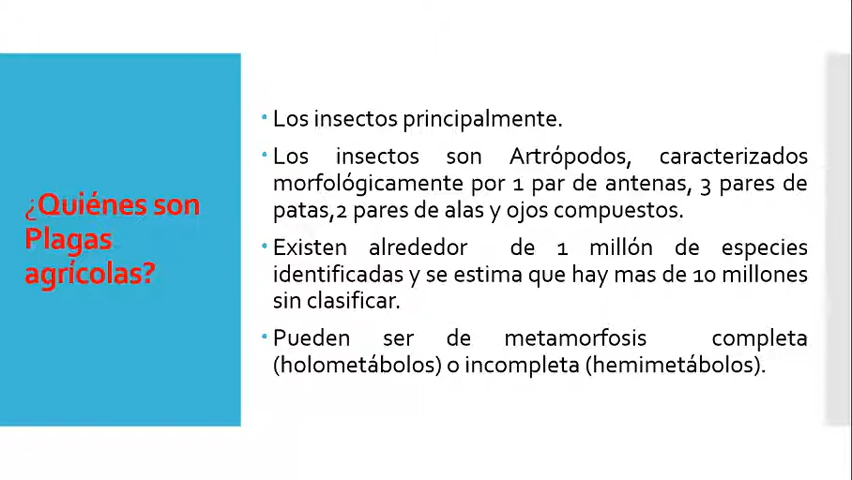 ¿Quiénes son
Plagas
agrícolas?
• Los insectos principalmente.
• Los insectos son Artrópodos, caracterizados
morfológicamente por 1 par de antenas, 3 pares de
patas,2 pares de alas y ojos compuestos.
• Existen alrededor de 1 millón de especies
identificadas y se estima que hay mas de 10 millones
sin clasificar.
• Pueden ser de metamorfosis completa
(holometábolos) o incompleta (hemimetábolos).